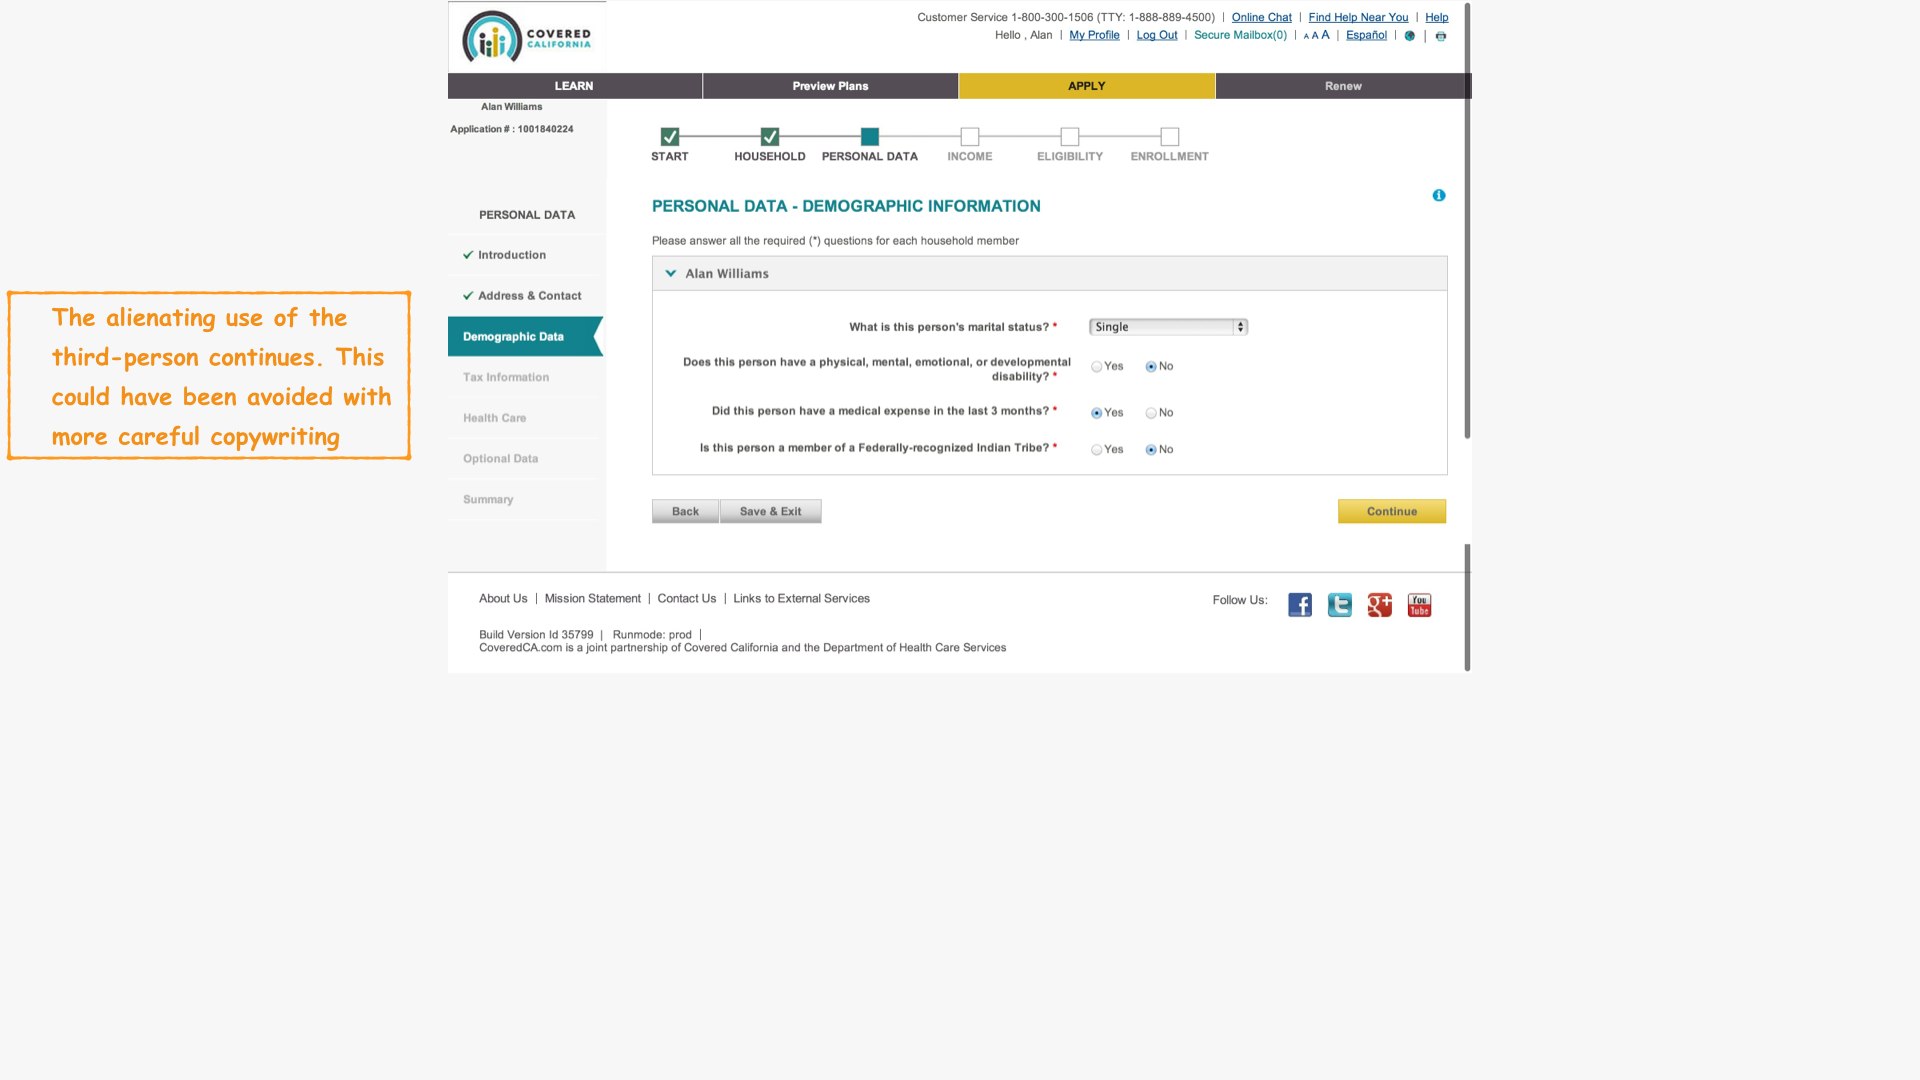 COVERED
CALIFORNIA
Customer Service 1-800-300-1506 (TTY: 1-888-889-4500) | Online Chat | Find Help Near You | Help
Hello , Alan | My Profile | Log Out | Secure Mailbox(0) | A A A | Español | |
LEARN Preview Plans APPLY Renew
Alan Williams
Application # : 1001840224
START HOUSEHOLD PERSONAL DATA INCOME ELIGIBILITY ENROLLMENT
PERSONAL DATA
Introduction
Address & Contact
Demographic Data
Tax Information
Health Care
Optional Data
Summary
The alienating use of the
third-person continues. This
could have been avoided with
more careful copywriting
PERSONAL DATA - DEMOGRAPHIC INFORMATION
Please answer all the required (*) questions for each household member
Alan Williams
What is this person's marital status? * Single
Does this person have a physical, mental, emotional, or developmental
disability? * Yes No
Did this person have a medical expense in the last 3 months? * Yes No
Is this person a member of a Federally-recognized Indian Tribe? * Yes No
Back Save & Exit Continue
About Us | Mission Statement | Contact Us | Links to External Services
Follow Us: f t g+ You Tube
Build Version Id 35799 | Runmode: prod |
CoveredCA.com is a joint partnership of Covered California and the Department of Health Care Services